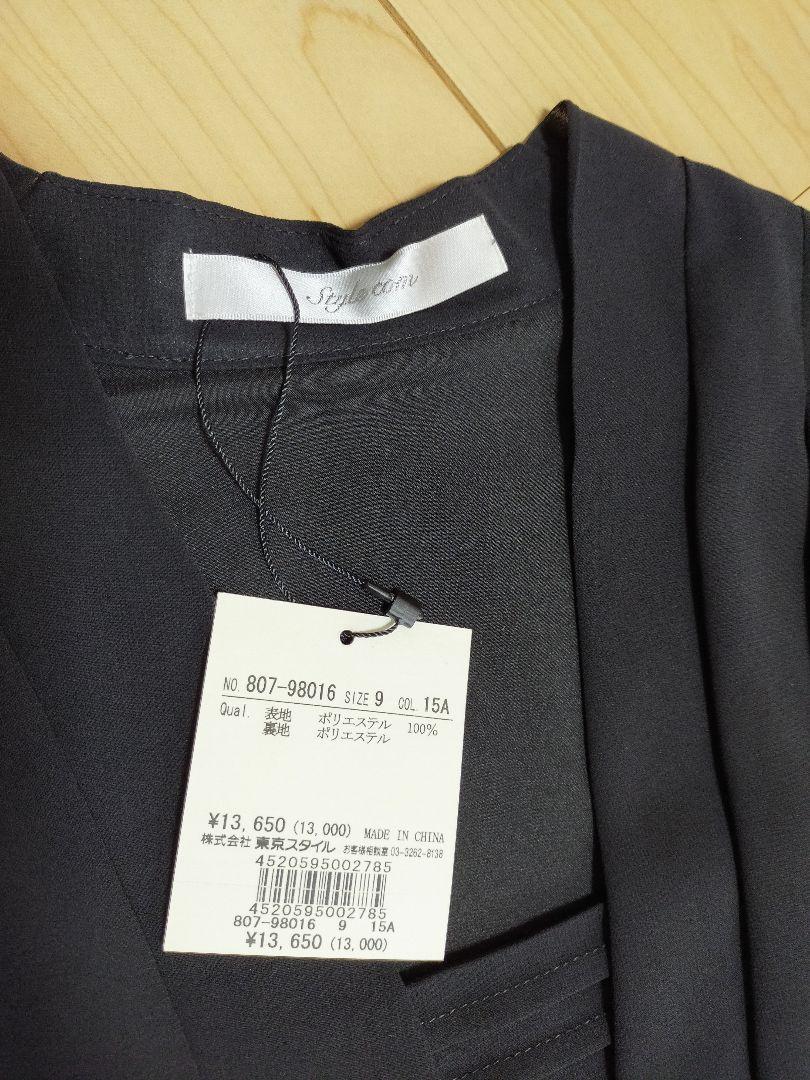 Style com
NO. 807-98016 SIZE 9 COL. 15A
Qual. 表地 ポリエステル 100%
裏地 ポリエステル
¥13,650 (13,000) MADE IN CHINA
株式会社 東京スタイル お客様相談室 03-3262-8138
4520595002785
4520595002785
807-98016 9 15A
¥13,650 (13,000)